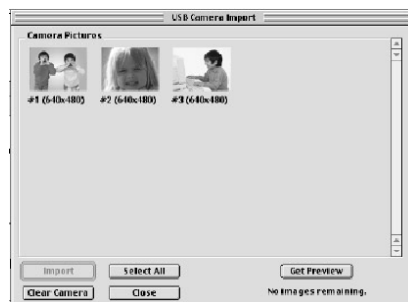 USB Camera Import
Camera Pictures
#1 (640x480) #2 (640x480) #3 (640x480)
Import Select All Get Preview
Clear Camera Close No images remaining.